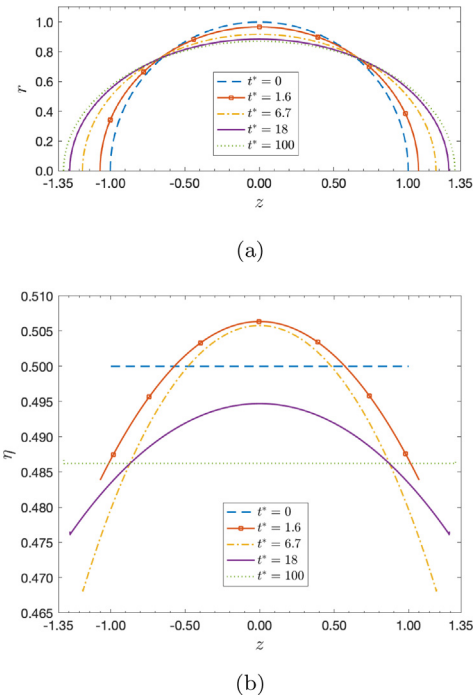 1.0
0.8
0.6
0.4
0.2
0.0
r
t* = 0
t* = 1.6
t* = 6.7
t* = 18
t* = 100
-1.35 -1.00 -0.50 0.00 0.50 1.00 1.35
z
(a)
0.510
0.505
0.500
0.495
0.490
0.485
0.480
0.475
0.470
0.465
η
t* = 0
t* = 1.6
t* = 6.7
t* = 18
t* = 100
-1.35 -1.00 -0.50 0.00 0.50 1.00 1.35
z
(b)